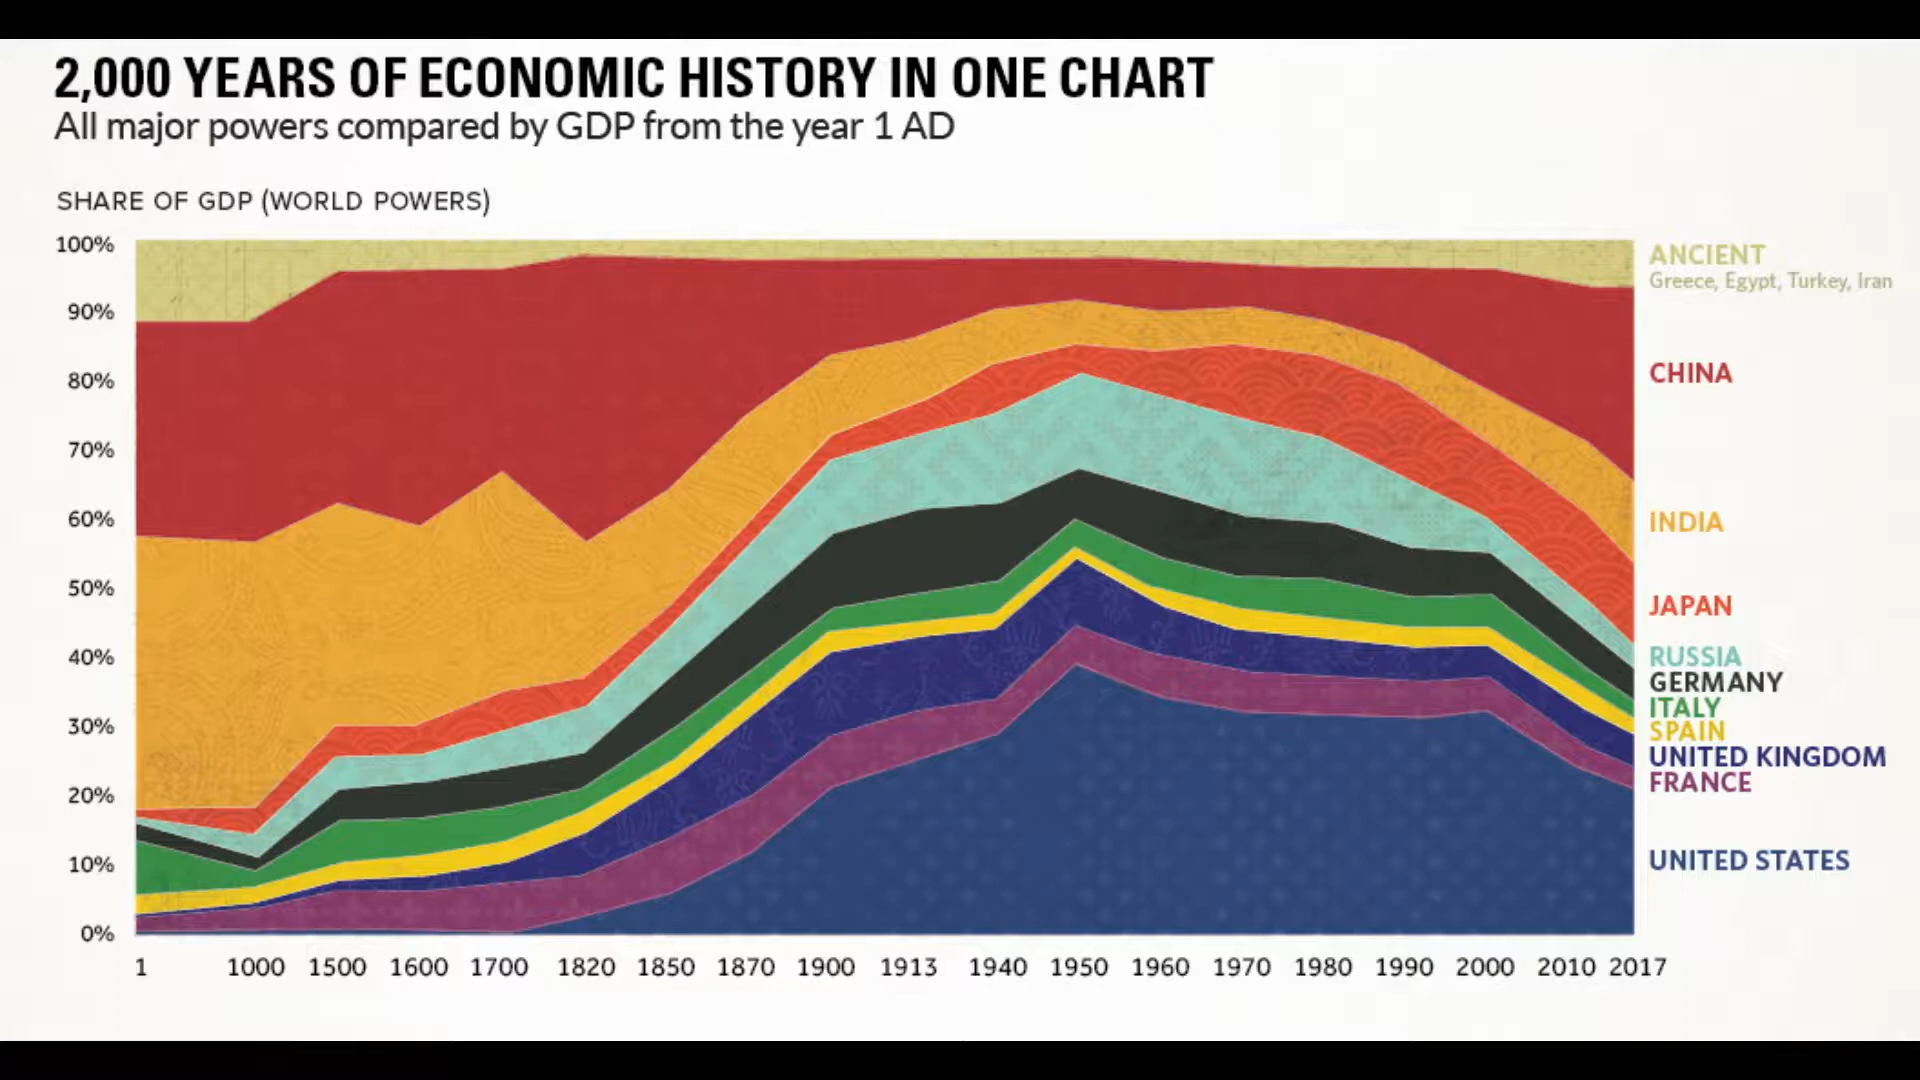 2,000 YEARS OF ECONOMIC HISTORY IN ONE CHART
All major powers compared by GDP from the year 1 AD
SHARE OF GDP (WORLD POWERS)
100%
90%
80%
70%
60%
50%
40%
30%
20%
10%
0%
1 1000 1500 1600 1700 1820 1850 1870 1900 1913 1940 1950 1960 1970 1980 1990 2000 2010 2017
ANCIENT
Greece, Egypt, Turkey, Iran
CHINA
INDIA
JAPAN
RUSSIA
GERMANY
ITALY
SPAIN
UNITED KINGDOM
FRANCE
UNITED STATES